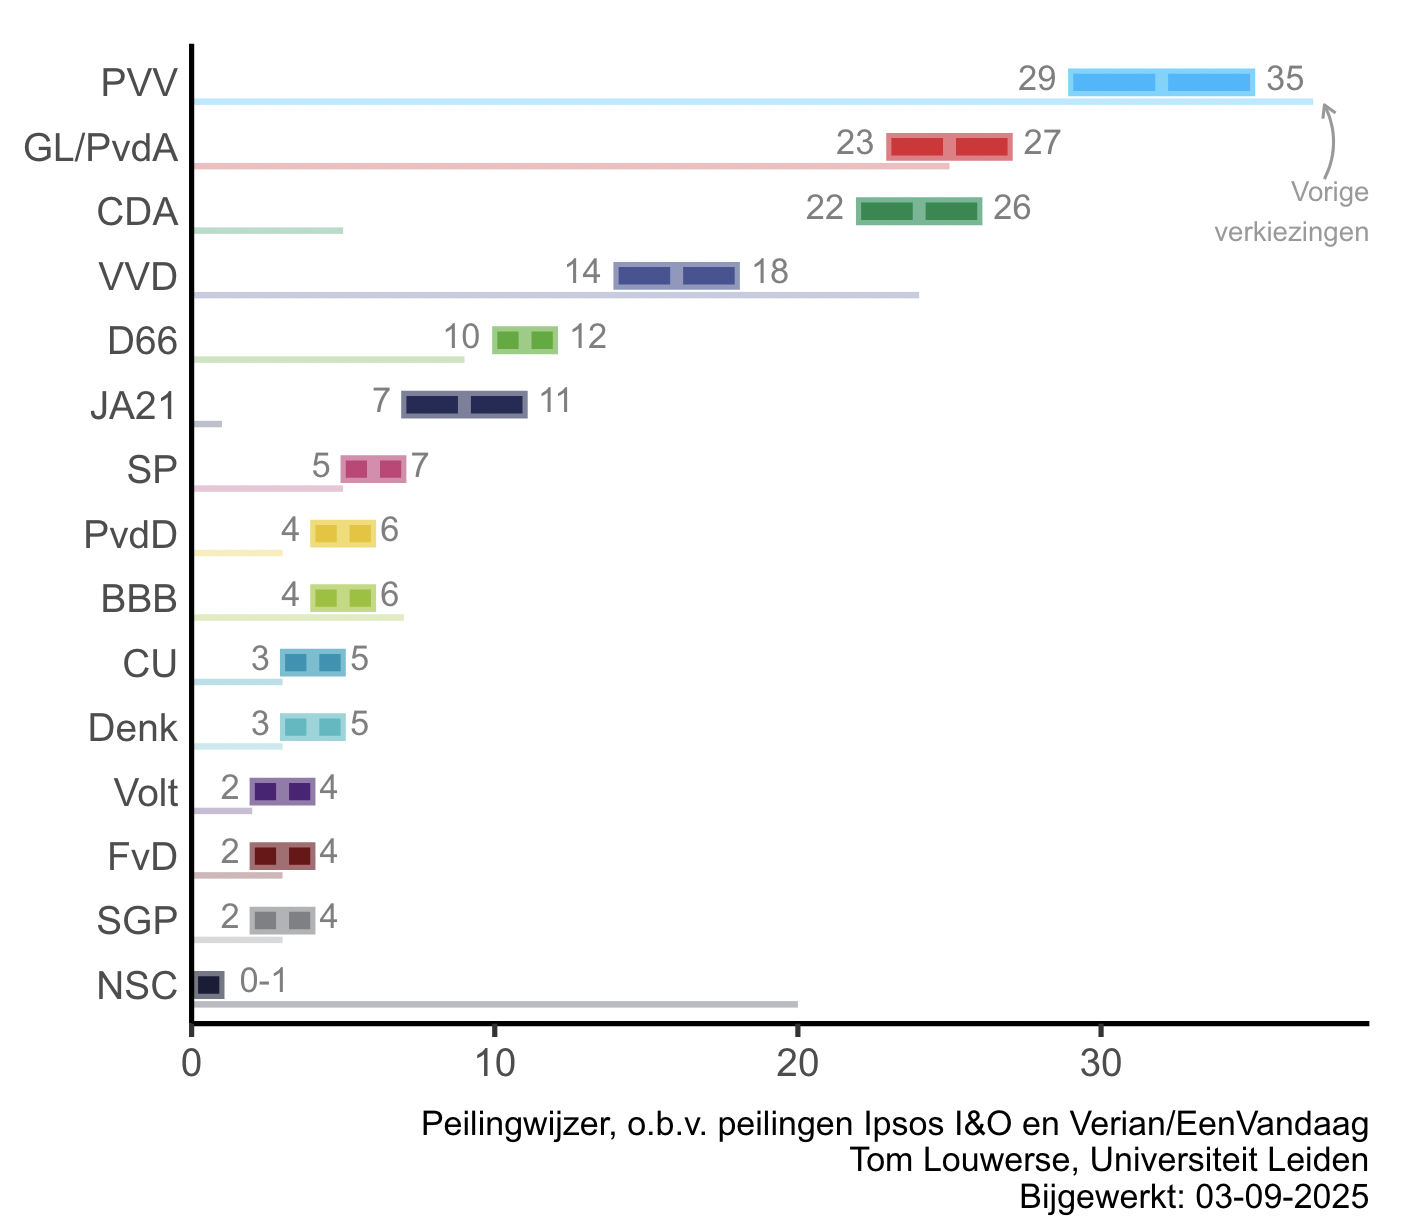 PVV 29 35
GL/PvdA 23 27
Vorige
CDA 22 26
verkiezingen
VVD 14 18
D66 10 12
JA21 7 11
SP 5 7
PvdD 4 6
BBB 4 6
CU 3 5
Denk 3 5
Volt 2 4
FvD 2 4
SGP 2 4
NSC 0-1
0 10 20 30
Peilingwijzer, o.b.v. peilingen Ipsos I&O en Verian/EenVandaag
Tom Louwerse, Universiteit Leiden
Bijgewerkt: 03-09-2025